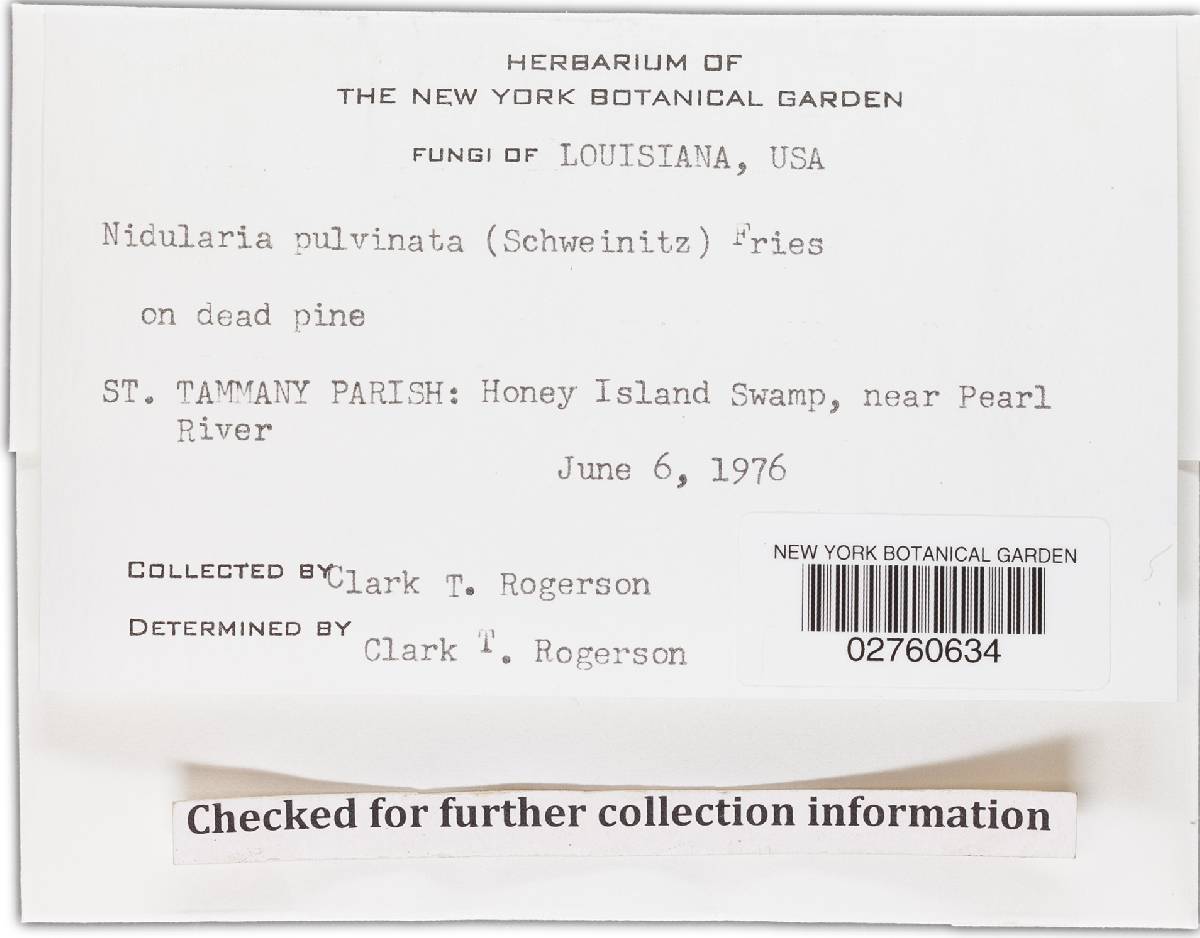 HERBARIUM OF
THE NEW YORK BOTANICAL GARDEN
FUNGI OF LOUISIANA, USA
Nidularia pulvinata (Schweinitz) Fries
on dead pine
ST. TAMMANY PARISH: Honey Island Swamp, near Pearl
River
June 6, 1976
COLLECTED BY Clark T. Rogerson
DETERMINED BY Clark T. Rogerson
NEW YORK BOTANICAL GARDEN
02760634
Checked for further collection information